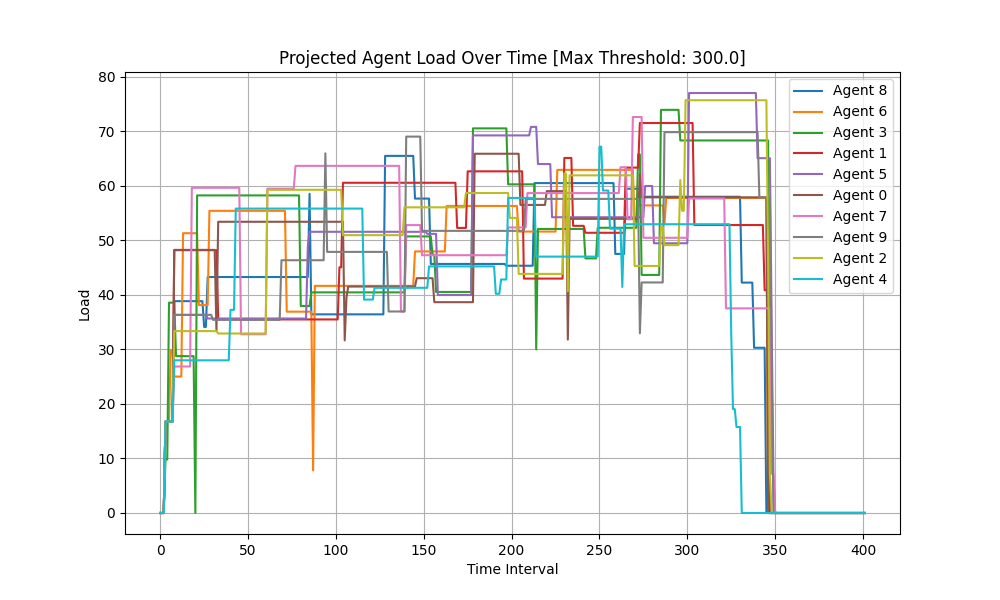 Projected Agent Load Over Time [Max Threshold: 300.0]
80
70
60
50
40
30
20
10
0
Load
0
50
100
150
200
250
300
350
400
Time Interval
Agent 8
Agent 6
Agent 3
Agent 1
Agent 5
Agent 0
Agent 7
Agent 9
Agent 2
Agent 4